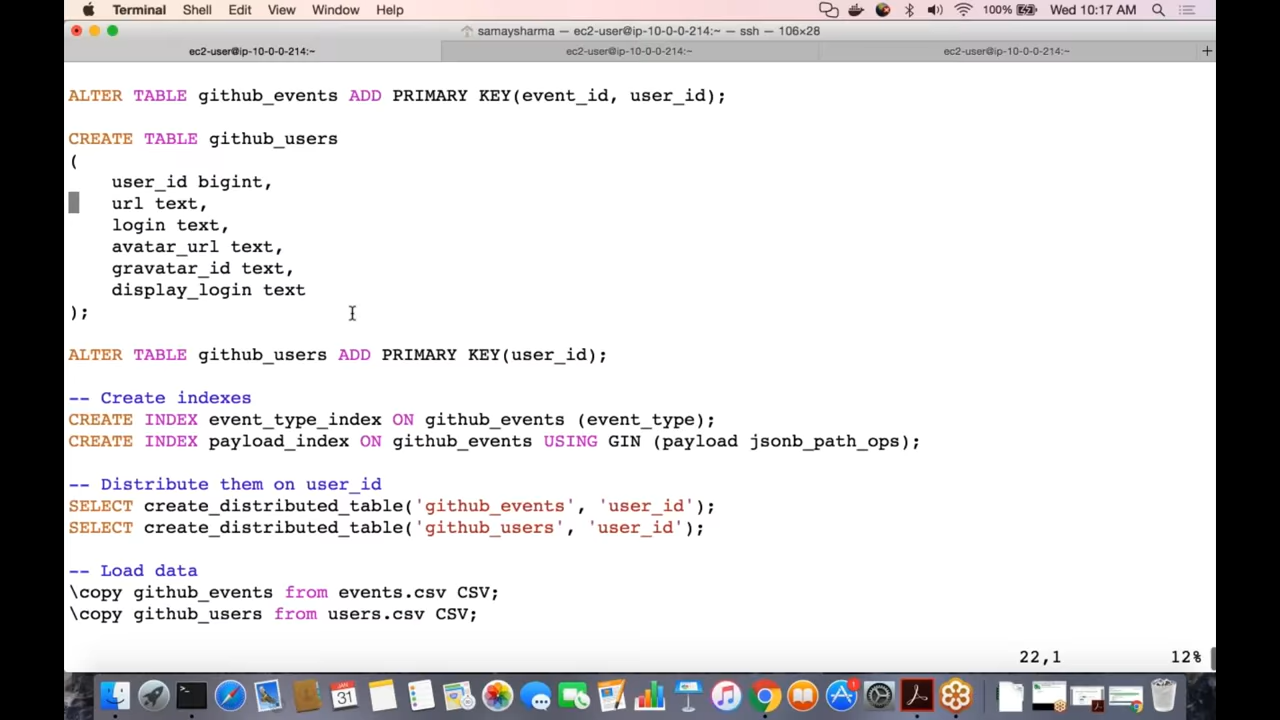 Terminal Shell Edit View Window Help 100% Wed 10:17 AM
samaysharma — ec2-user@ip-10-0-0-214:~ — ssh — 106×28
ec2-user@ip-10-0-0-214:~ ec2-user@ip-10-0-0-214:~ ec2-user@ip-10-0-0-214:~ +
ALTER TABLE github_events ADD PRIMARY KEY(event_id, user_id);
CREATE TABLE github_users
(
user_id bigint,
url text,
login text,
avatar_url text,
gravatar_id text,
display_login text
);
ALTER TABLE github_users ADD PRIMARY KEY(user_id);
-- Create indexes
CREATE INDEX event_type_index ON github_events (event_type);
CREATE INDEX payload_index ON github_events USING GIN (payload jsonb_path_ops);
-- Distribute them on user_id
SELECT create_distributed_table('github_events', 'user_id');
SELECT create_distributed_table('github_users', 'user_id');
-- Load data
\copy github_events from events.csv CSV;
\copy github_users from users.csv CSV;
22,1 12%
31
1